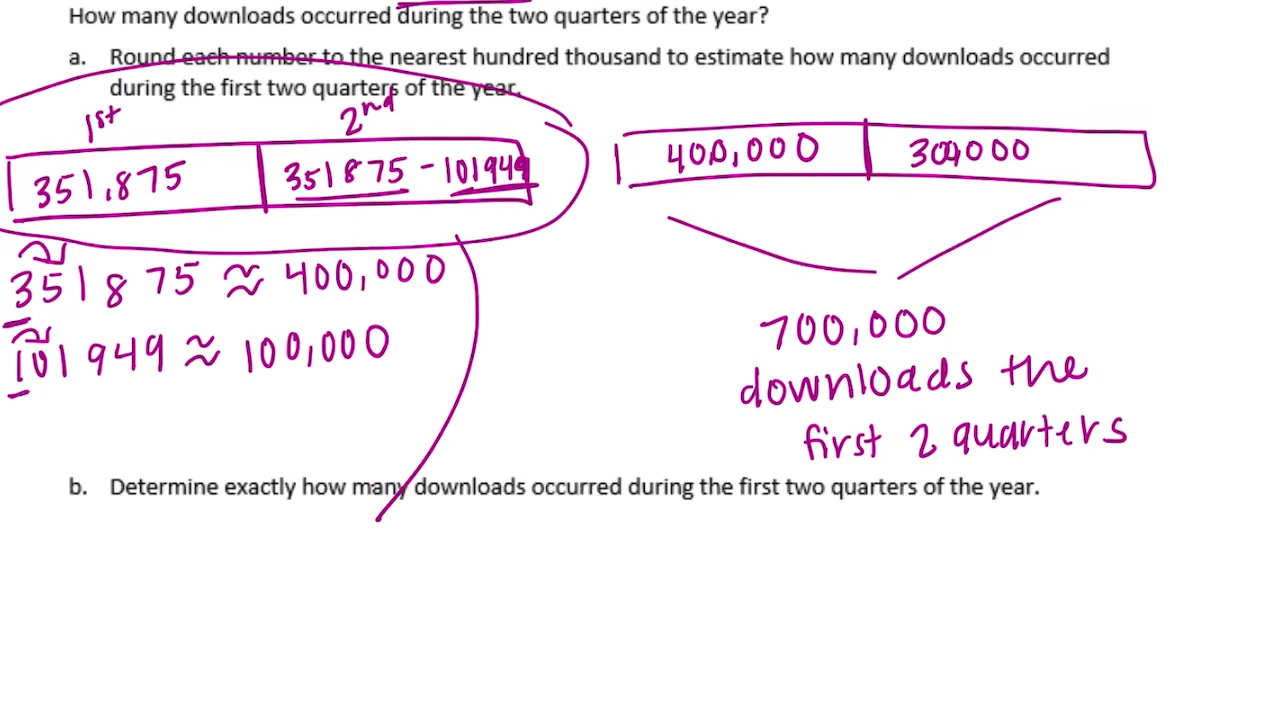 How many downloads occurred during the two quarters of the year?
a. Round each number to the nearest hundred thousand to estimate how many downloads occurred
during the first two quarters of the year.
1st 2nd
351,875 351875 - 101949 400,000 300000
351875 ≈ 400,000
101949 ≈ 100,000
700,000
downloads the
first 2 quarters
b. Determine exactly how many downloads occurred during the first two quarters of the year.